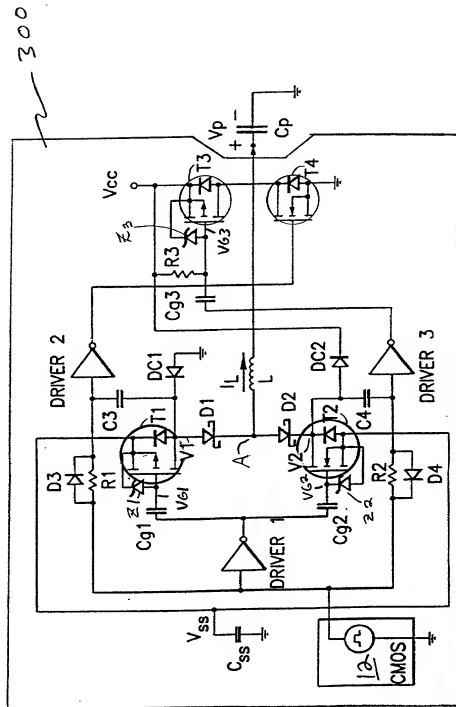 300
Vcc
T3
Z3
R3
VG3
Cg3
Vp
+ -
Cp
T4
DRIVER 2
C3
DC1
D3
R1
T1
V1
Z1
VG1
Cg1
D1
A
IL
L
D2
DC2
DRIVER 3
DRIVER 1
V2
VG2
Cg2
T2
Z2
C4
R2
D4
Vss
Css
12
CMOS